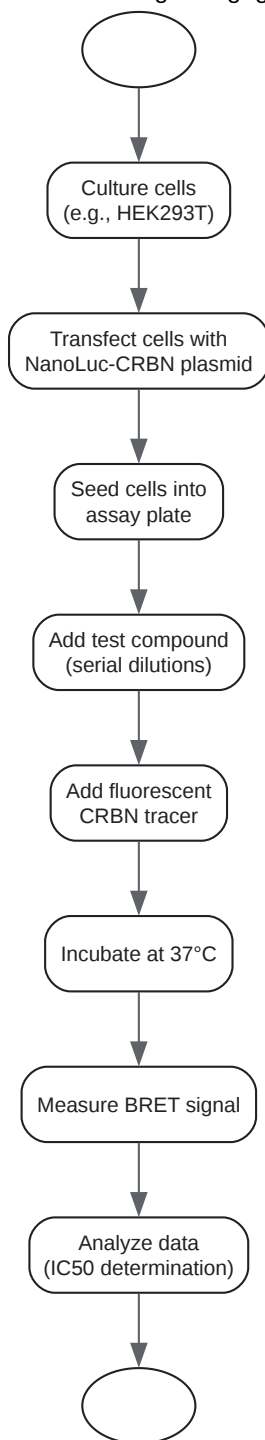 Culture cells
(e.g., HEK293T)
Transfect cells with
NanoLuc-CRBN plasmid
Seed cells into
assay plate
Add test compound
(serial dilutions)
Add fluorescent
CRBN tracer
Incubate at 37°C
Measure BRET signal
Analyze data
(IC50 determination)